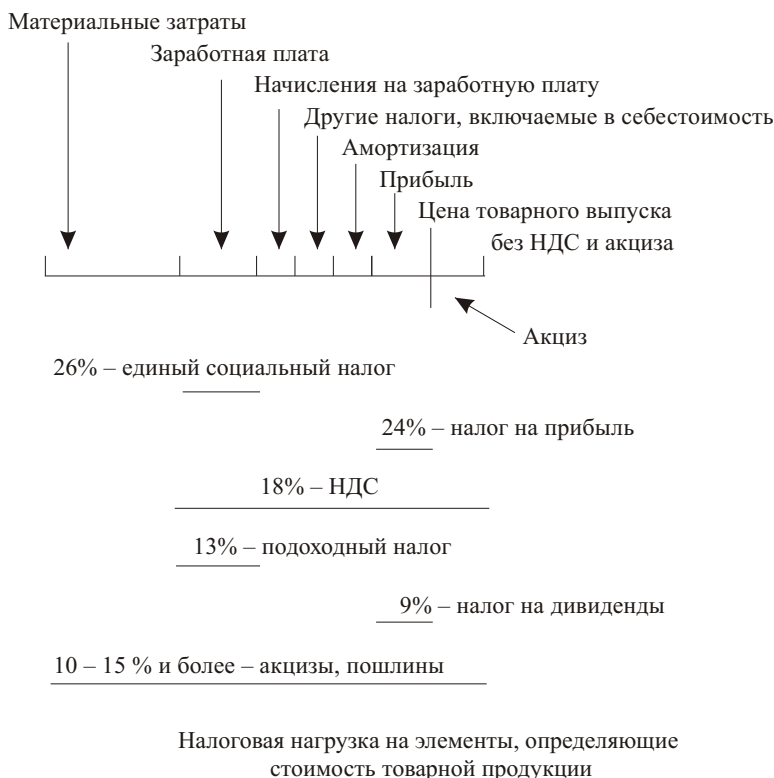 Материальные затраты
Заработная плата
Начисления на заработную плату
Другие налоги, включаемые в себестоимость
Амортизация
Прибыль
Цена товарного выпуска
без НДС и акциза
Акциз
26% – единый социальный налог
24% – налог на прибыль
18% – НДС
13% – подоходный налог
9% – налог на дивиденды
10 – 15 % и более – акцизы, пошлины
Налоговая нагрузка на элементы, определяющие
стоимость товарной продукции